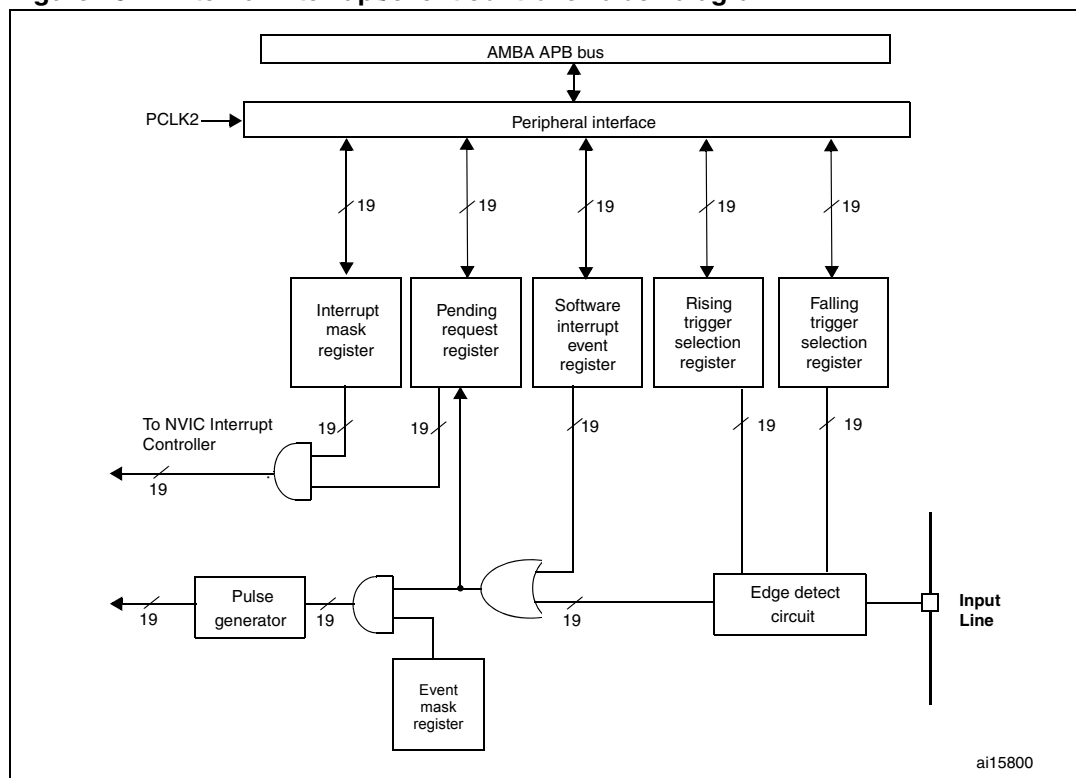 AMBA APB bus
PCLK2
Peripheral interface
19
19
19
19
19
Interrupt
mask
register
Pending
request
register
Software
interrupt
event
register
Rising
trigger
selection
register
Falling
trigger
selection
register
To NVIC Interrupt
Controller
19
19
19
19
19
19
Pulse
generator
19
19
19
Edge detect
circuit
Input
Line
Event
mask
register
ai15800